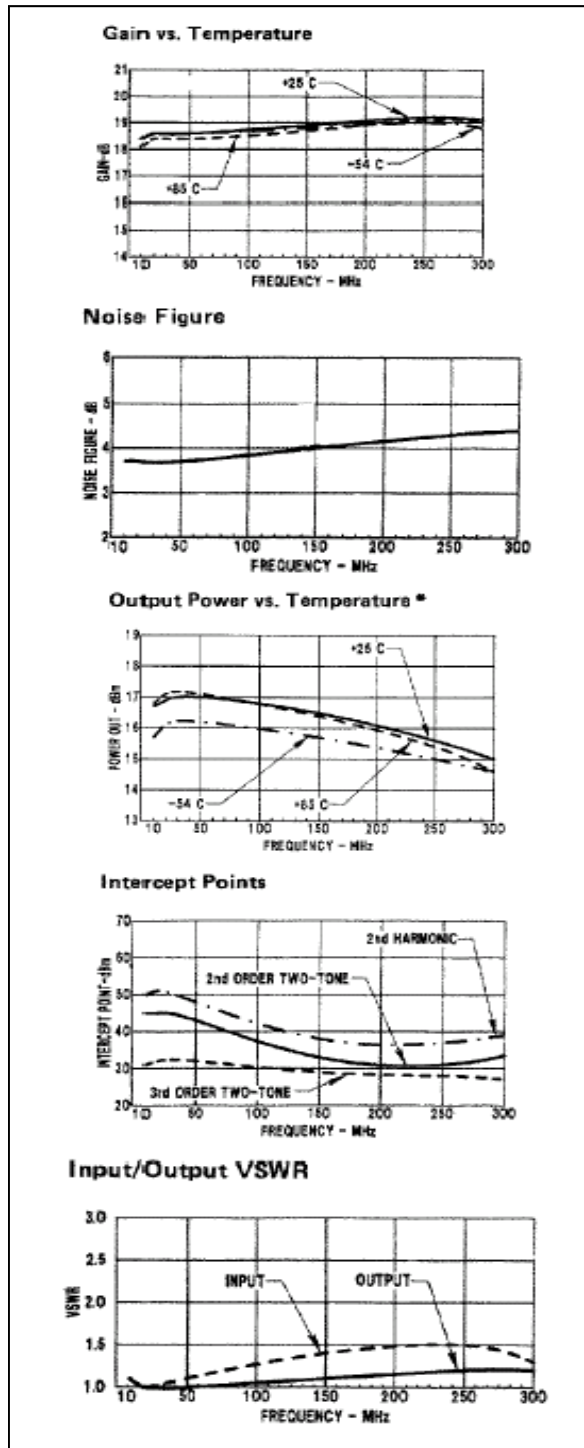 Gain vs. Temperature
21
20
19
18
17
16
15
14
GAIN-dB
+25 C
-54 C
+85 C
10 50 100 150 200 250 300
FREQUENCY - MHz
Noise Figure
6
5
4
3
2
NOISE FIGURE - dB
10 50 100 150 200 250 300
FREQUENCY - MHz
Output Power vs. Temperature *
19
18
17
16
15
14
13
POWER OUT - dBm
+25 C
-54 C
+85 C
10 50 100 150 200 250 300
FREQUENCY - MHz
Intercept Points
70
60
50
40
30
20
INTERCEPT POINT-dBm
2nd HARMONIC
2nd ORDER TWO-TONE
3rd ORDER TWO-TONE
10 50 100 150 200 250 300
FREQUENCY - MHz
Input/Output VSWR
3.0
2.5
2.0
1.5
1.0
VSWR
INPUT
OUTPUT
10 50 100 150 200 250 300
FREQUENCY - MHz